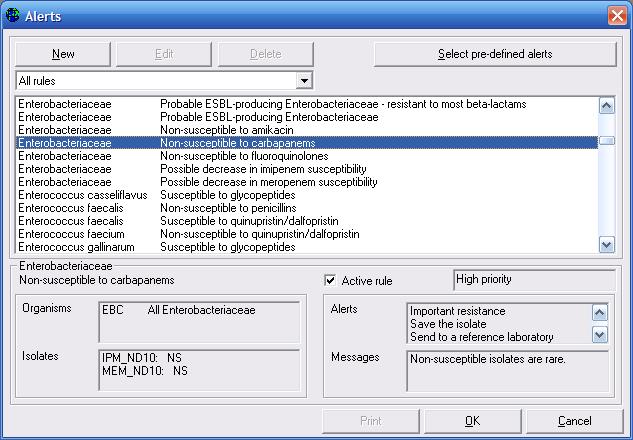 Alerts
New Edit Delete Select pre-defined alerts
All rules
Enterobacteriaceae Probable ESBL-producing Enterobacteriaceae - resistant to most beta-lactams
Enterobacteriaceae Probable ESBL-producing Enterobacteriaceae
Enterobacteriaceae Non-susceptible to amikacin
Enterobacteriaceae Non-susceptible to carbapanems
Enterobacteriaceae Non-susceptible to fluoroquinolones
Enterobacteriaceae Possible decrease in imipenem susceptibility
Enterobacteriaceae Possible decrease in meropenem susceptibility
Enterococcus casseliflavus Susceptible to glycopeptides
Enterococcus faecalis Non-susceptible to penicillins
Enterococcus faecalis Susceptible to quinupristin/dalfopristin
Enterococcus faecium Non-susceptible to quinupristin/dalfopristin
Enterococcus gallinarum Susceptible to glycopeptides
Enterobacteriaceae
Non-susceptible to carbapanems Active rule High priority
Organisms EBC All Enterobacteriaceae
Alerts Important resistance
Save the isolate
Send to a reference laboratory
Isolates IPM_ND10: NS
MEM_ND10: NS
Messages Non-susceptible isolates are rare.
Print OK Cancel